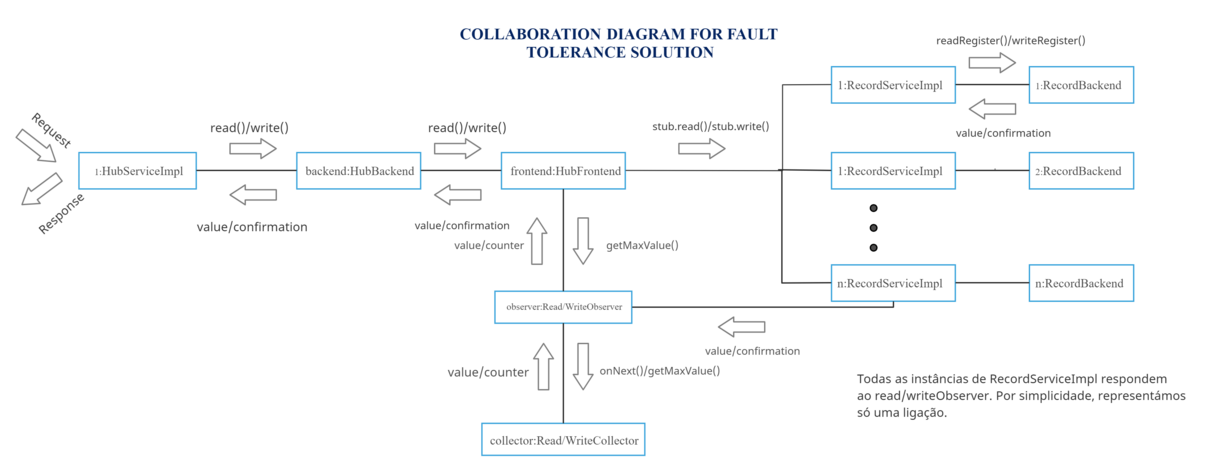 COLLABORATION DIAGRAM FOR FAULT
TOLERANCE SOLUTION
Request
Response
1:HubServiceImpl
read()/write()
value/confirmation
backend:HubBackend
read()/write()
value/confirmation
frontend:HubFrontend
stub.read()/stub.write()
1:RecordServiceImpl
readRegister()/writeRegister()
value/confirmation
1:RecordBackend
1:RecordServiceImpl
2:RecordBackend
n:RecordServiceImpl
n:RecordBackend
value/counter
getMaxValue()
observer:Read/WriteObserver
value/confirmation
value/counter
onNext()/getMaxValue()
collector:Read/WriteCollector
Todas as instâncias de RecordServiceImpl respondem
ao read/writeObserver. Por simplicidade, representámos
só uma ligação.